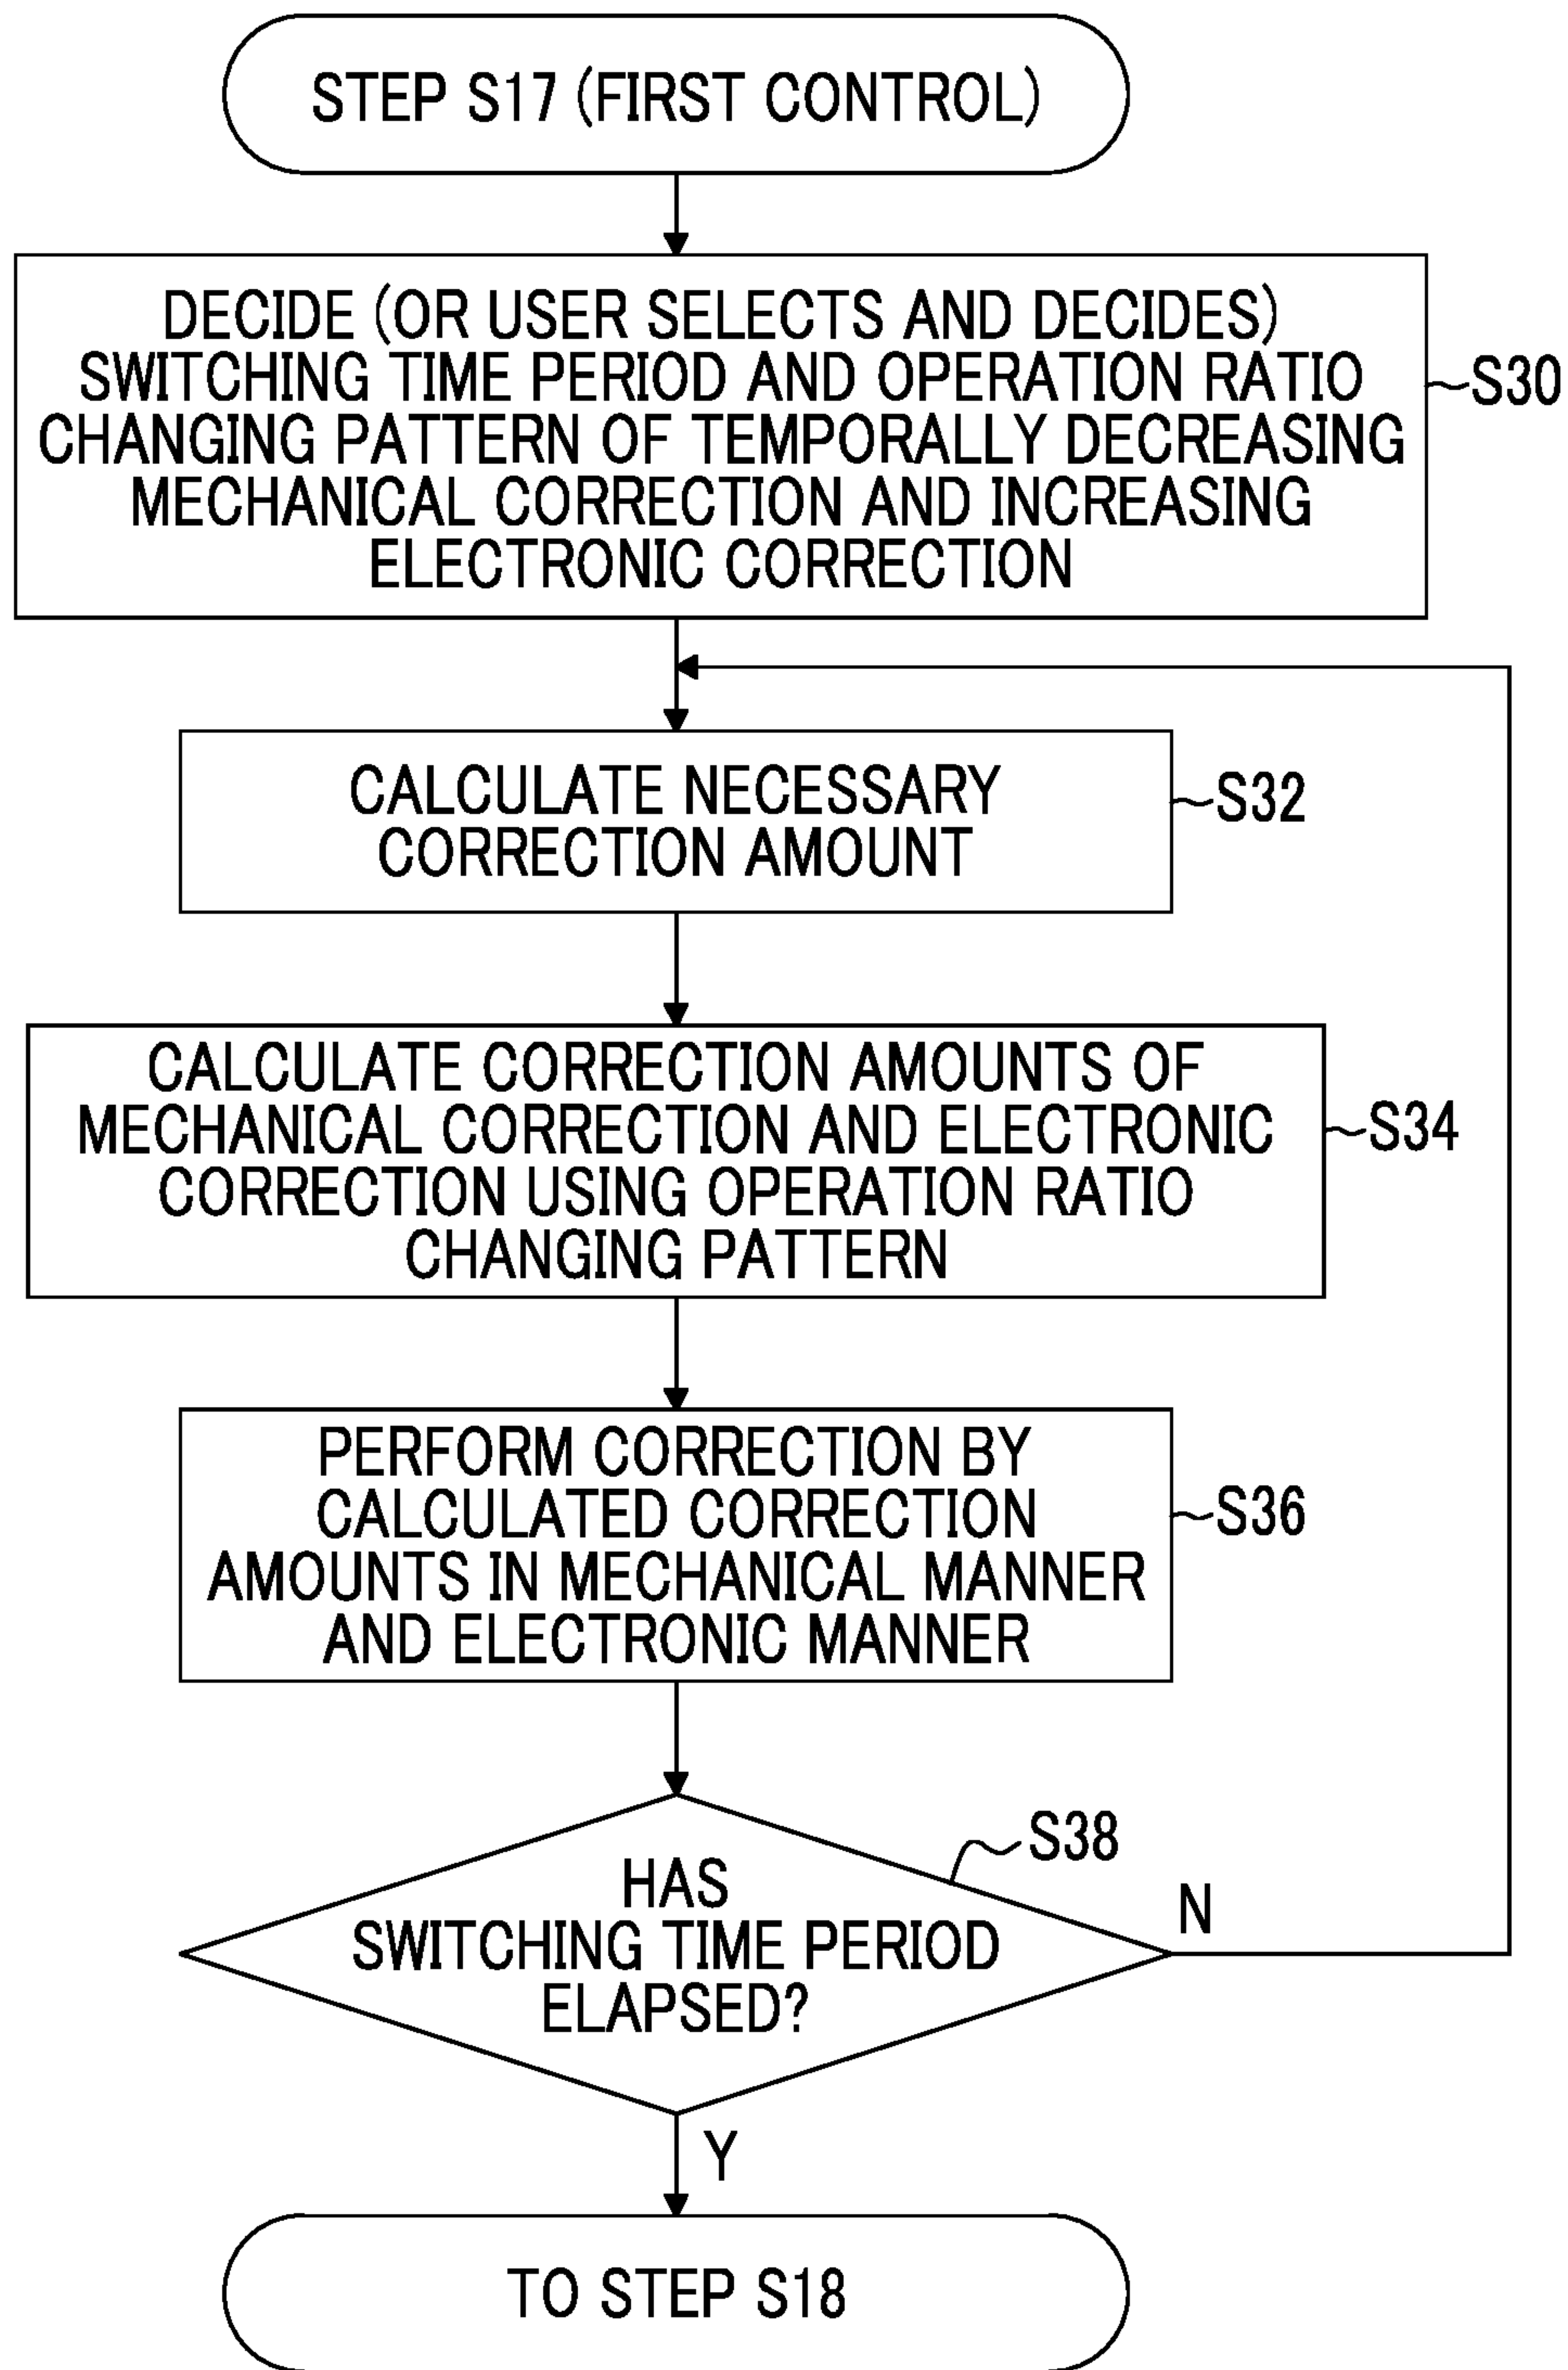 STEP S17 (FIRST CONTROL)
DECIDE (OR USER SELECTS AND DECIDES)
SWITCHING TIME PERIOD AND OPERATION RATIO
CHANGING PATTERN OF TEMPORALLY DECREASING
MECHANICAL CORRECTION AND INCREASING
ELECTRONIC CORRECTION
S30
CALCULATE NECESSARY
CORRECTION AMOUNT
S32
CALCULATE CORRECTION AMOUNTS OF
MECHANICAL CORRECTION AND ELECTRONIC
CORRECTION USING OPERATION RATIO
CHANGING PATTERN
S34
PERFORM CORRECTION BY
CALCULATED CORRECTION
AMOUNTS IN MECHANICAL MANNER
AND ELECTRONIC MANNER
S36
S38
HAS
SWITCHING TIME PERIOD
ELAPSED?
N
Y
TO STEP S18